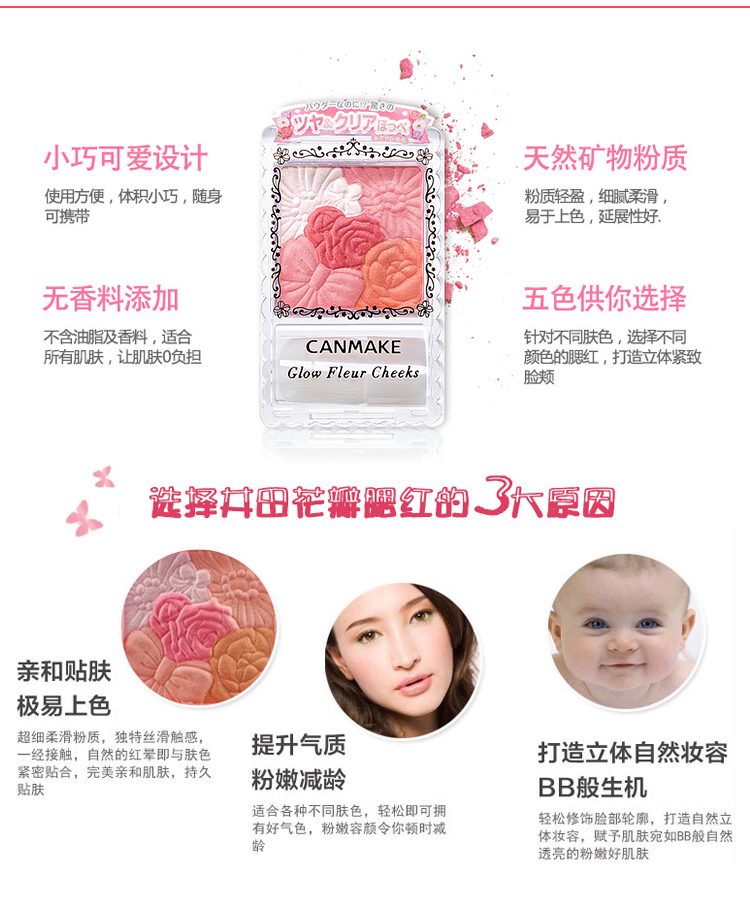 小巧可爱设计
使用方便，体积小巧，随身
可携带
无香料添加
不含油脂及香料，适合
所有肌肤，让肌肤0负担
パウダーなのに!? 驚きの
ツヤ&クリアほっぺ
CANMAKE
Glow Fleur Cheeks
天然矿物粉质
粉质轻盈，细腻柔滑，
易于上色，延展性好.
五色供你选择
针对不同肤色，选择不同
颜色的腮红，打造立体紧致
脸颊
选择井田花瓣腮红的3大原因
亲和贴肤
极易上色
超细柔滑粉质，独特丝滑触感，
一经接触，自然的红晕即与肤色
紧密贴合，完美亲和肌肤，持久
贴肤
提升气质
粉嫩减龄
适合各种不同肤色，轻松即可拥
有好气色，粉嫩容颜令你顿时减
龄
打造立体自然妆容
BB般生机
轻松修饰脸部轮廓，打造自然立
体妆容，赋予肌肤宛如BB般自然
透亮的粉嫩好肌肤